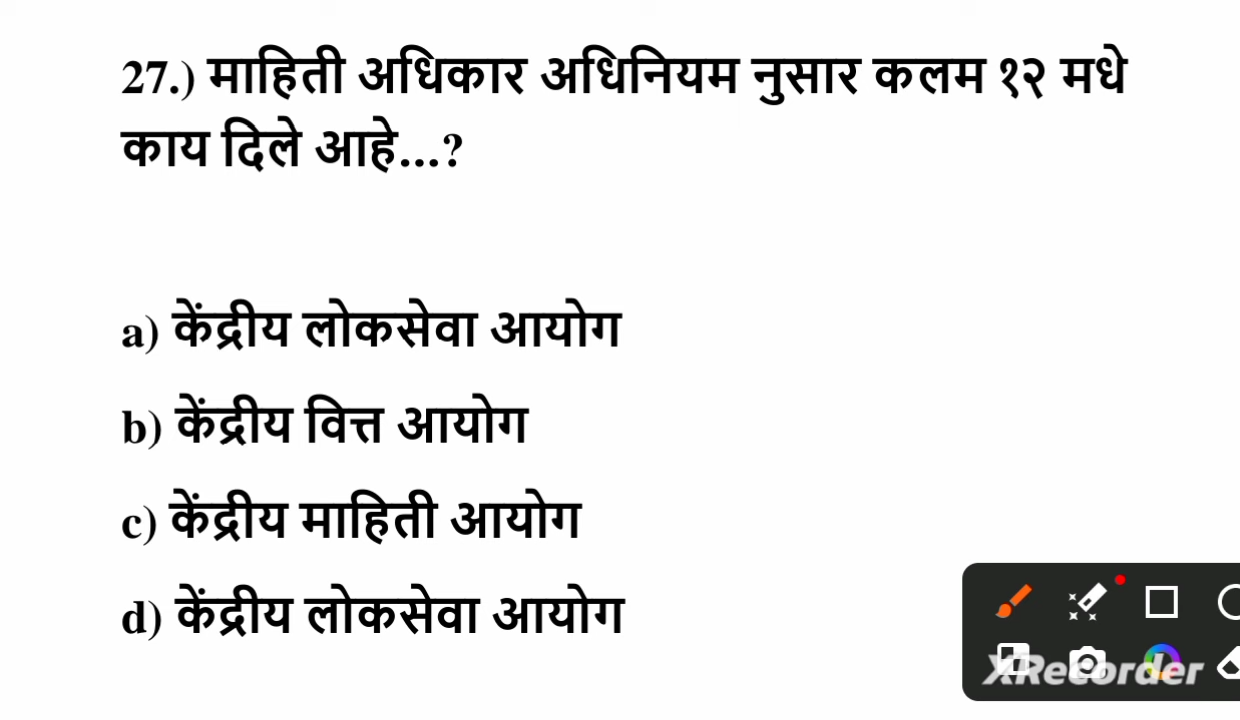 27.) माहिती अधिकार अधिनियम नुसार कलम १२ मधे
काय दिले आहे...?
a) केंद्रीय लोकसेवा आयोग
b) केंद्रीय वित्त आयोग
c) केंद्रीय माहिती आयोग
d) केंद्रीय लोकसेवा आयोग
XRecorder